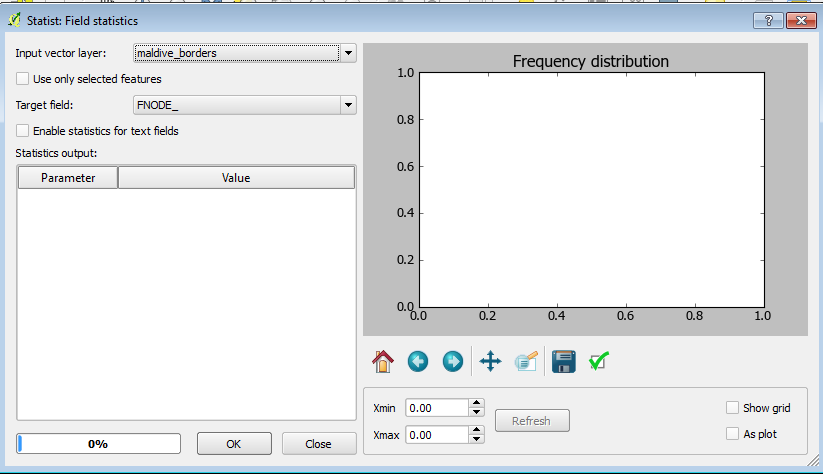 Statist: Field statistics
?
Input vector layer: maldive_borders
Use only selected features
Target field: FNODE_
Enable statistics for text fields
Statistics output:
Parameter Value
0%
OK
Close
Frequency distribution
1.0
0.8
0.6
0.4
0.2
0.0
0.0 0.2 0.4 0.6 0.8 1.0
Xmin 0.00
Xmax 0.00
Refresh
Show grid
As plot